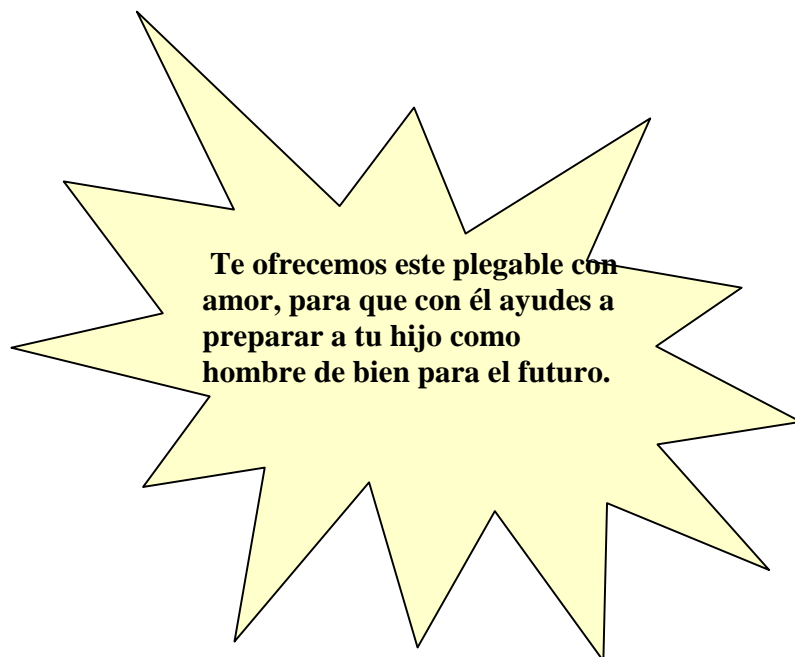 Te ofrecemos este plegable con
amor, para que con él ayudes a
preparar a tu hijo como
hombre de bien para el futuro.